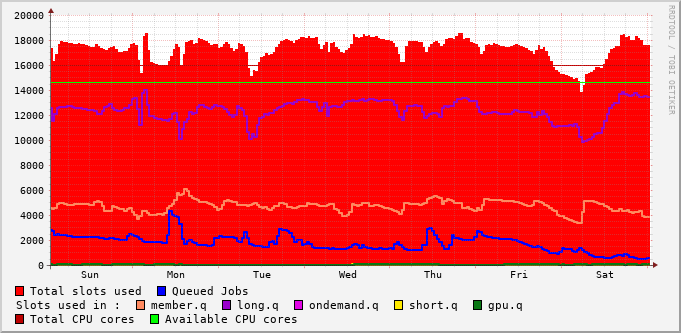 20000
18000
16000
14000
12000
10000
8000
6000
4000
2000
0
Sun Mon Tue Wed Thu Fri Sat
RRDTOOL / TOBI OETIKER
Total slots used Queued Jobs
Slots used in : member.q long.q ondemand.q short.q gpu.q
Total CPU cores Available CPU cores